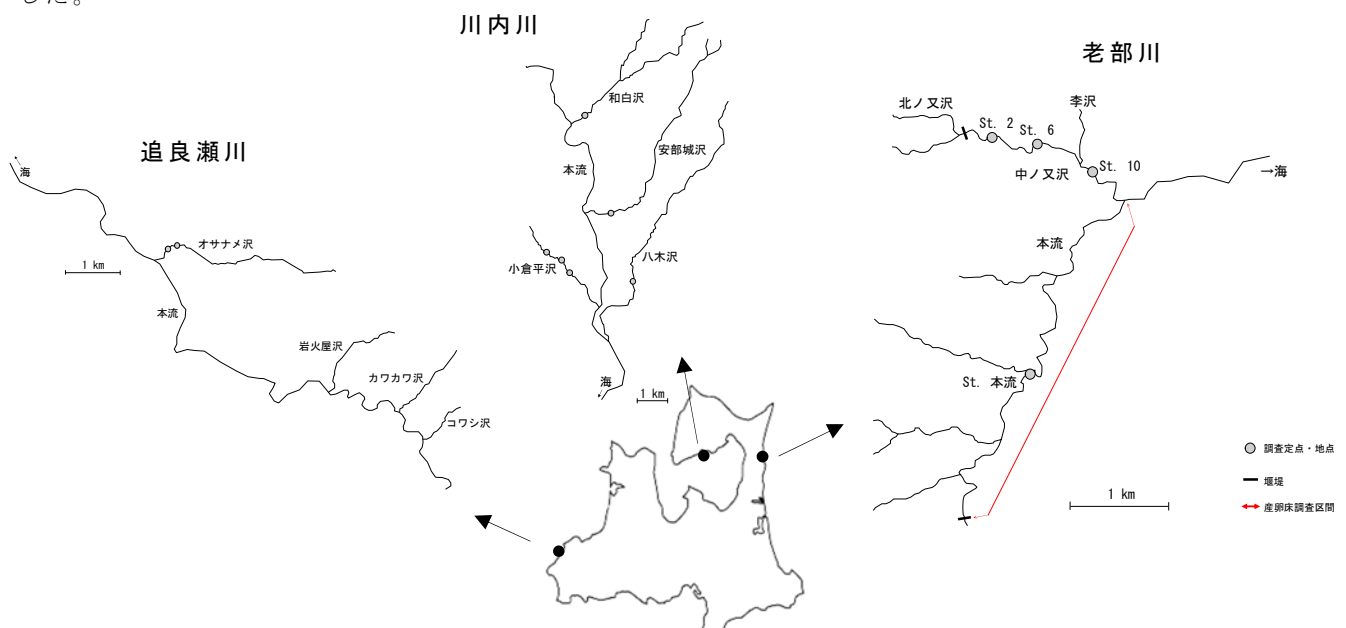 した。
川内川
老部川
追良瀬川
海
オサナメ沢
1 km
本流
岩火屋沢
カワカワ沢
コワシ沢
和白沢
安部城沢
本流
小倉平沢
八木沢
海
1 km
北ノ又沢
李沢
St. 2
St. 6
中ノ又沢
St. 10
→海
本流
St. 本流
調査定点・地点
堰堤
産卵床調査区間
1 km